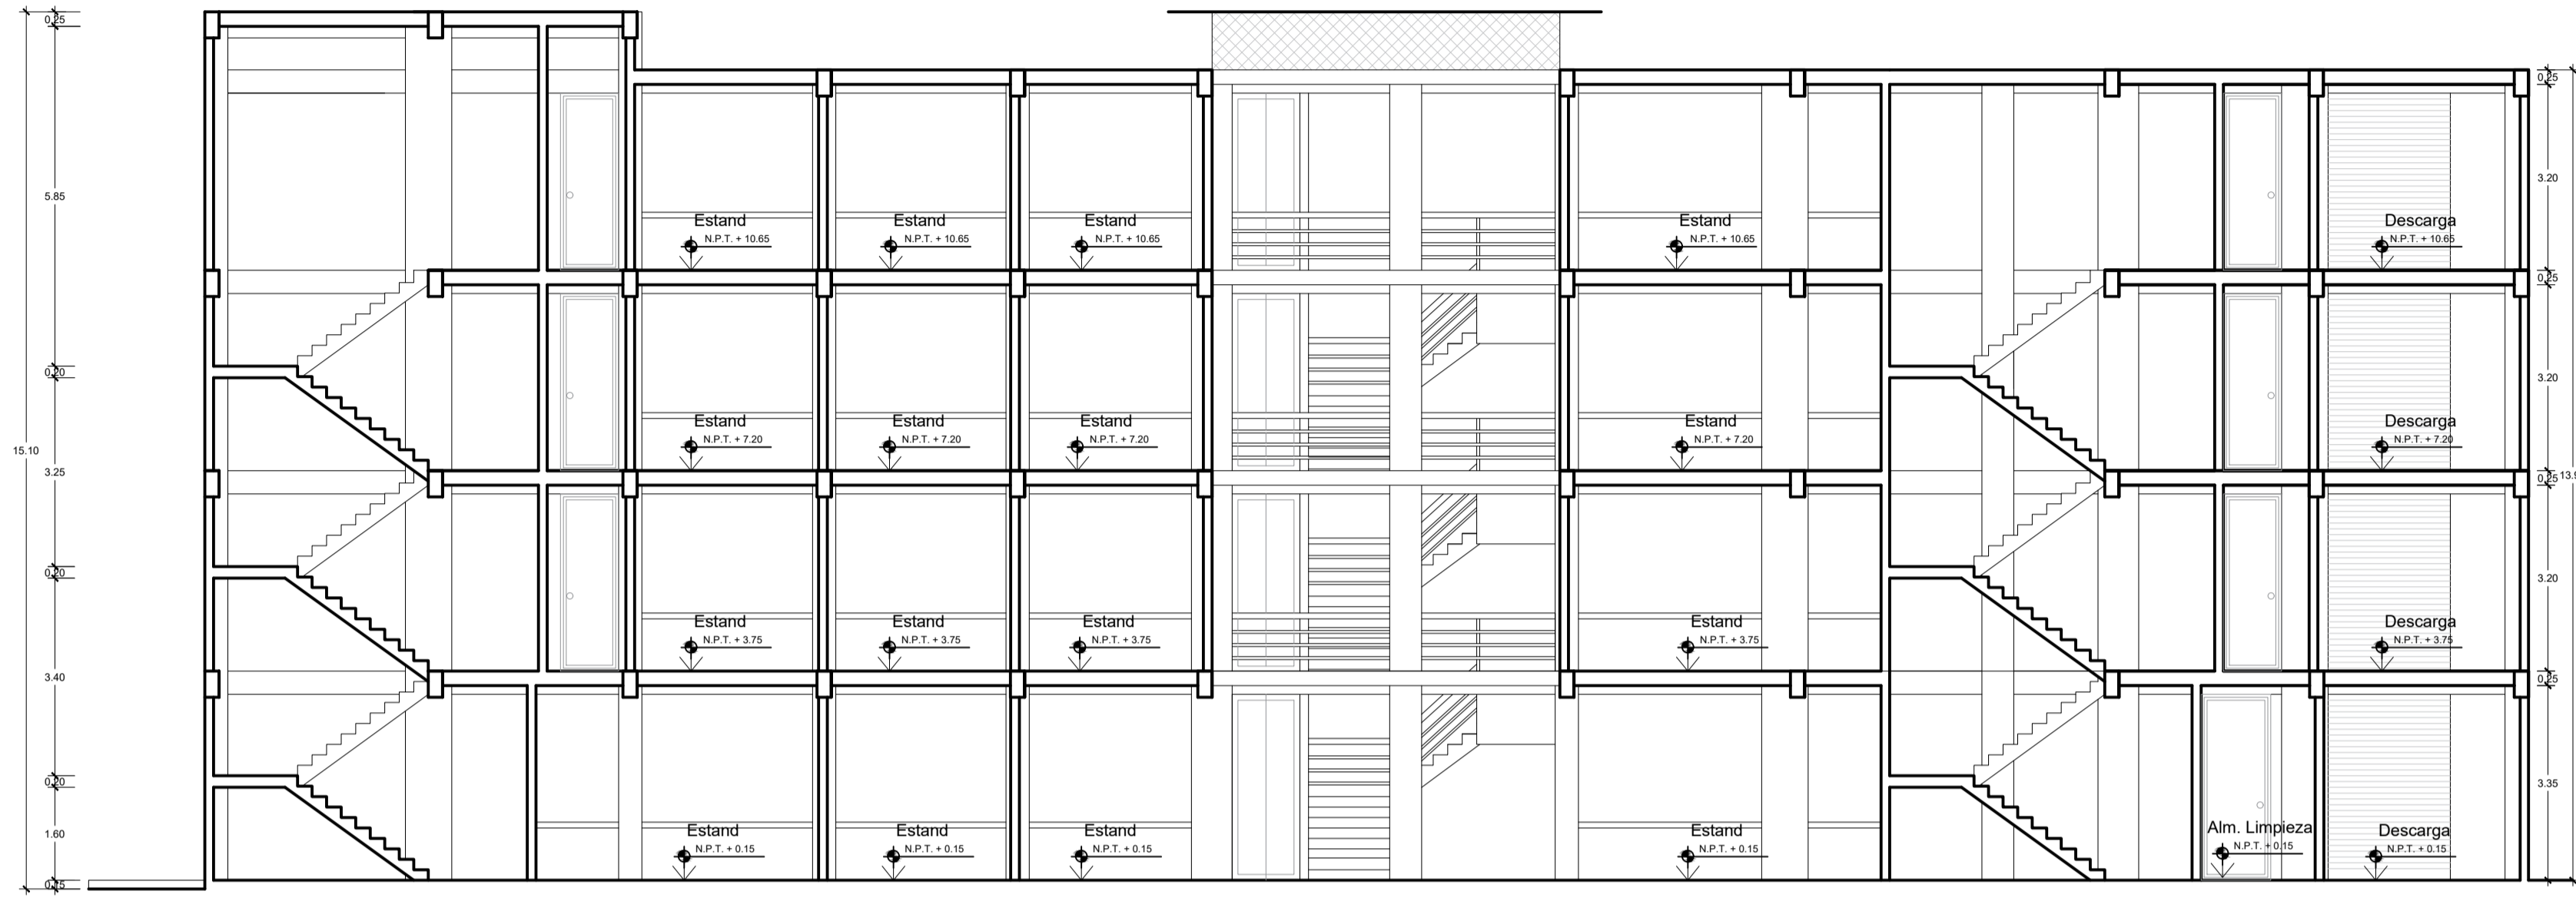 0.25
5.85
0.20
3.25
0.20
3.40
0.20
1.60
0.15
15.10
Estand
N.P.T. + 10.65
Estand
N.P.T. + 10.65
Estand
N.P.T. + 10.65
Estand
N.P.T. + 10.65
Descarga
N.P.T. + 10.65
Estand
N.P.T. + 7.20
Estand
N.P.T. + 7.20
Estand
N.P.T. + 7.20
Estand
N.P.T. + 7.20
Descarga
N.P.T. + 7.20
Estand
N.P.T. + 3.75
Estand
N.P.T. + 3.75
Estand
N.P.T. + 3.75
Estand
N.P.T. + 3.75
Descarga
N.P.T. + 3.75
Estand
N.P.T. + 0.15
Estand
N.P.T. + 0.15
Estand
N.P.T. + 0.15
Estand
N.P.T. + 0.15
Alm. Limpieza
N.P.T. + 0.15
Descarga
N.P.T. + 0.15
0.25
3.20
0.25
3.20
0.25
3.20
0.25
3.35